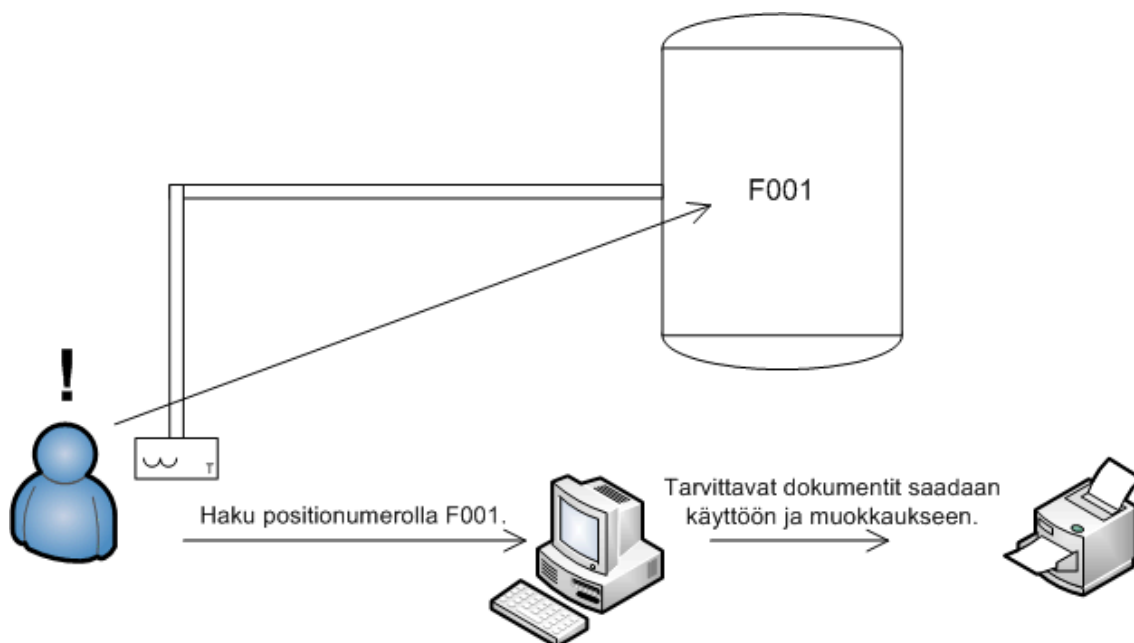 F001
!
T
Haku positionumerolla F001.
Tarvittavat dokumentit saadaan
käyttöön ja muokkaukseen.